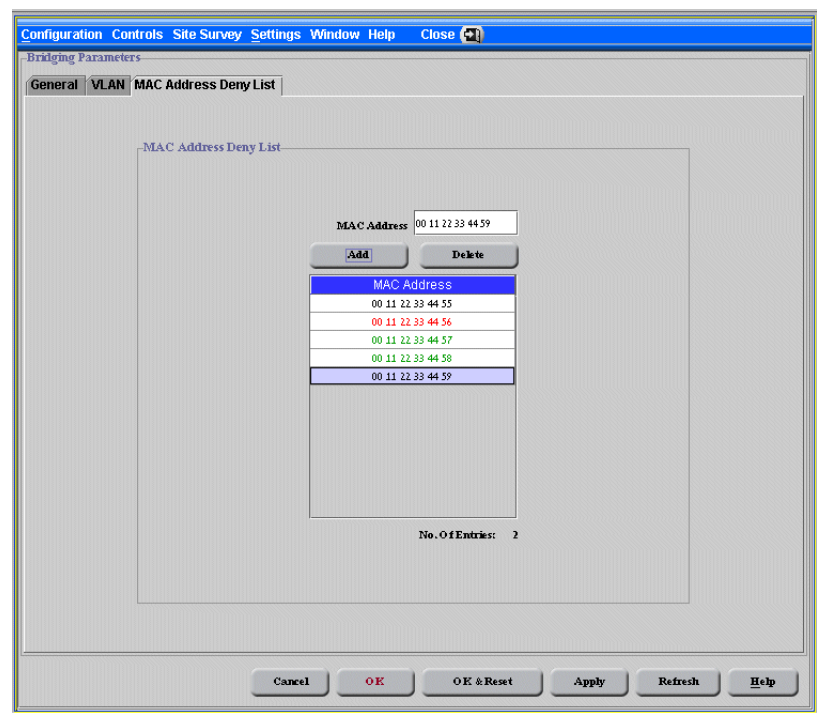 Configuration Controls Site Survey Settings Window Help Close
Bridging Parameters
General VLAN MAC Address Deny List
MAC Address Deny List
MAC Address 00 11 22 33 44 59
Add Delete
MAC Address
00 11 22 33 44 55
00 11 22 33 44 56
00 11 22 33 44 57
00 11 22 33 44 58
00 11 22 33 44 59
No. Of Entries: 2
Cancel OK OK & Reset Apply Refresh Help